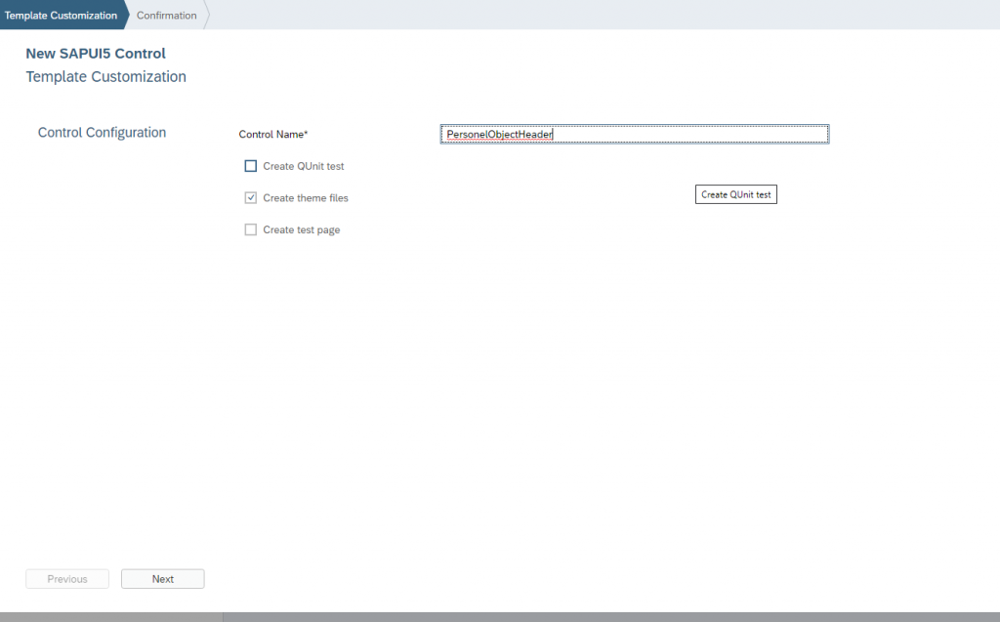 Template Customization
Confirmation
New SAPUI5 Control
Template Customization
Control Configuration
Control Name*
PersonelObjectHeader
Create QUnit test
Create theme files
Create QUnit test
Create test page
Previous
Next